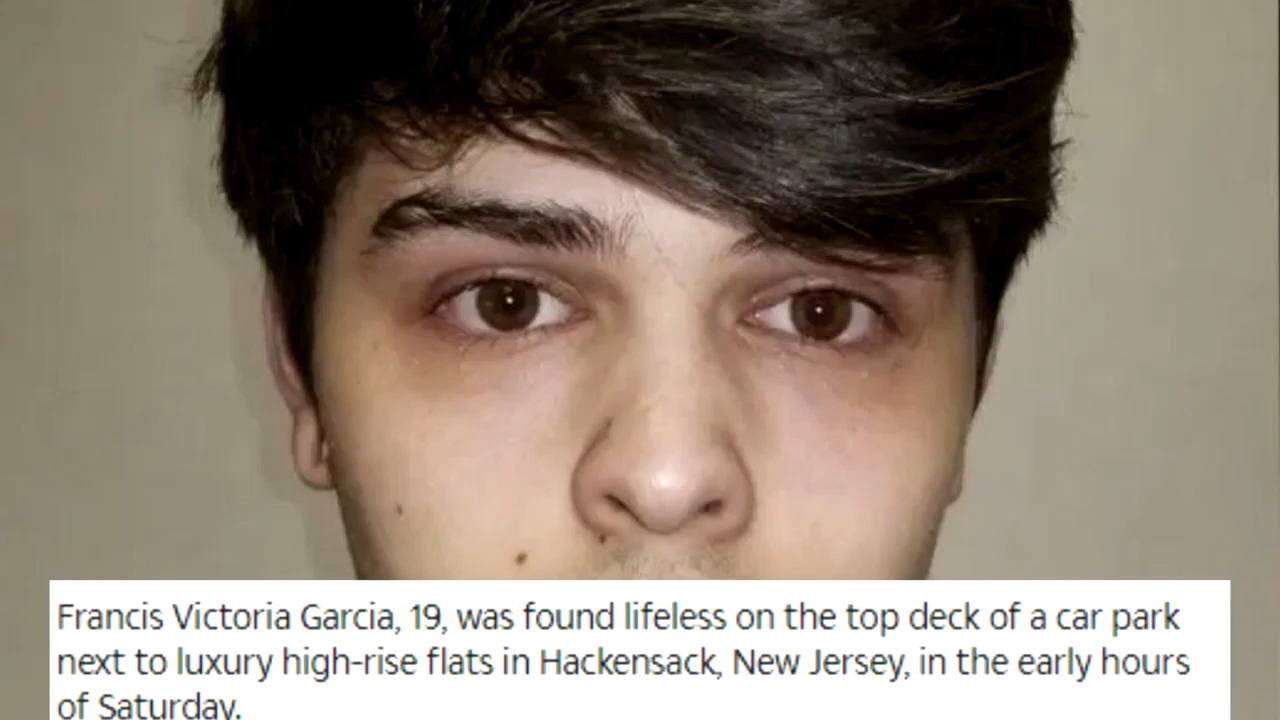 Francis Victoria Garcia, 19, was found lifeless on the top deck of a car park
next to luxury high-rise flats in Hackensack, New Jersey, in the early hours
of Saturday.